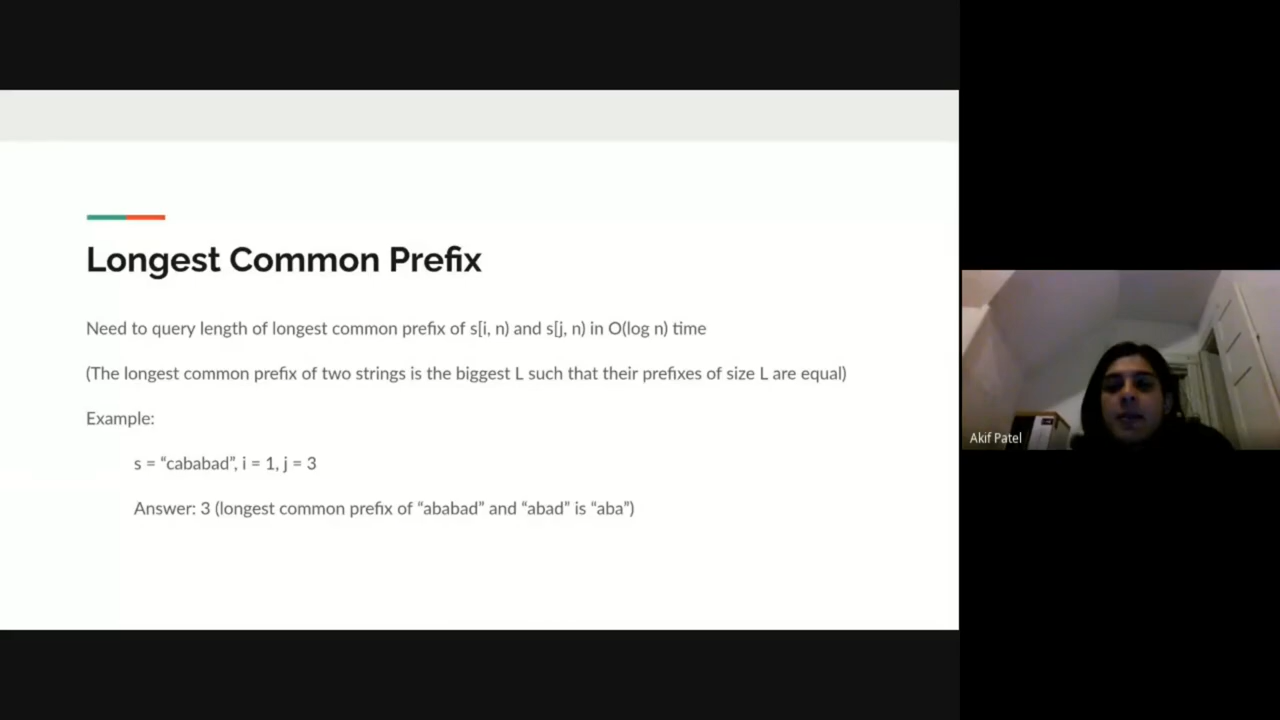 Longest Common Prefix
Need to query length of longest common prefix of s[i, n) and s[j, n) in O(log n) time
(The longest common prefix of two strings is the biggest L such that their prefixes of size L are equal)
Example:
s = “cababad”, i = 1, j = 3
Answer: 3 (longest common prefix of “ababad” and “abad” is “aba”)
Akif Patel